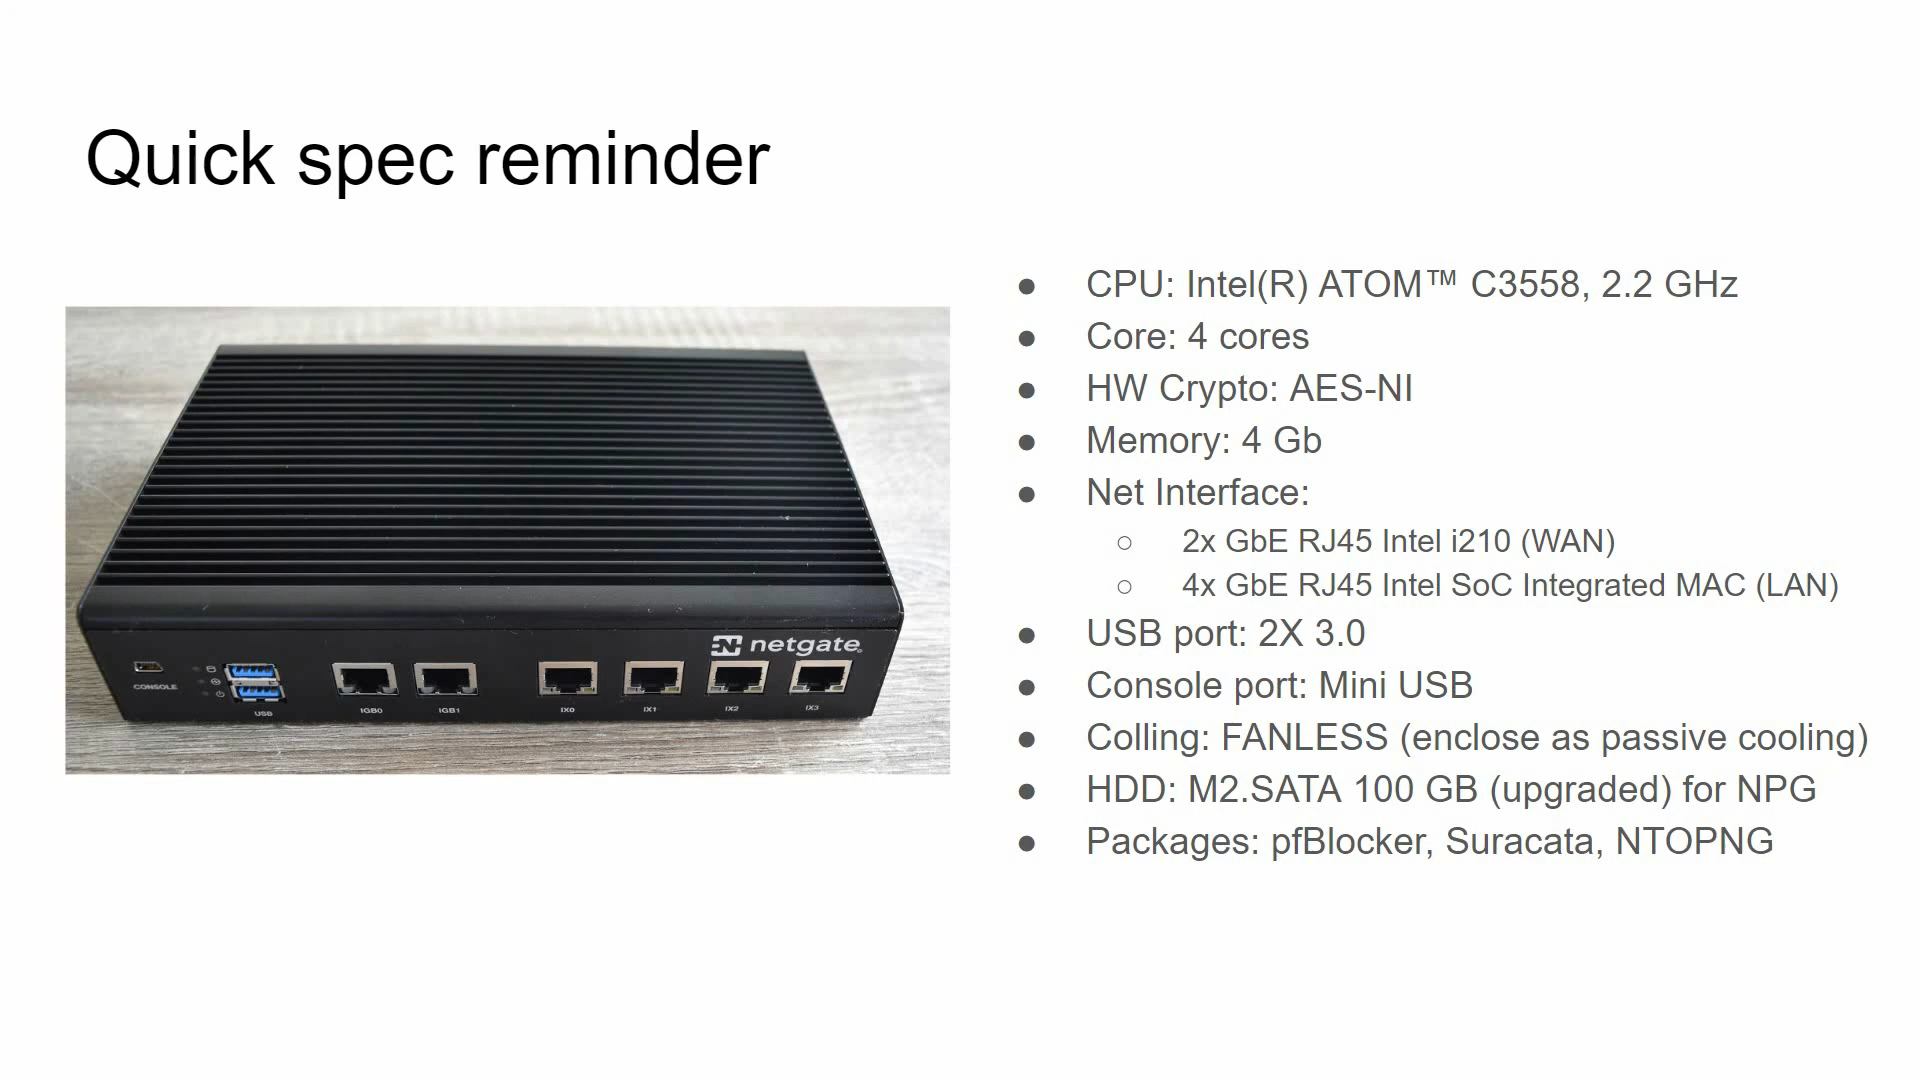 Quick spec reminder
netgate
CONSOLE
USB
IGB0
IGB1
IX0
IX1
IX2
IX3
● CPU: Intel(R) ATOM™ C3558, 2.2 GHz
● Core: 4 cores
● HW Crypto: AES-NI
● Memory: 4 Gb
● Net Interface:
○ 2x GbE RJ45 Intel i210 (WAN)
○ 4x GbE RJ45 Intel SoC Integrated MAC (LAN)
● USB port: 2X 3.0
● Console port: Mini USB
● Colling: FANLESS (enclose as passive cooling)
● HDD: M2.SATA 100 GB (upgraded) for NPG
● Packages: pfBlocker, Suracata, NTOPNG